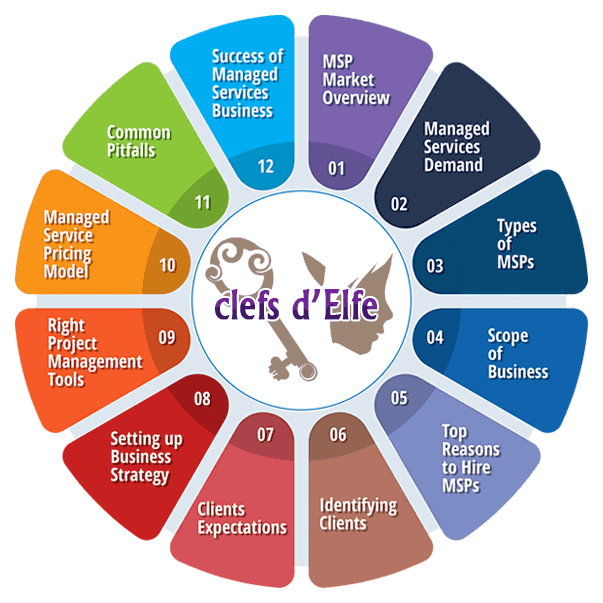 MSP
Market
Overview
01
Managed
Services
Demand
02
Types
of
MSPs
03
Scope
of
Business
04
Top
Reasons
to Hire
MSPs
05
Identifying
Clients
06
Clients
Expectations
07
Setting up
Business
Strategy
08
Right
Project
Management
Tools
09
Managed
Service
Pricing
Model
10
Common
Pitfalls
11
Success of
Managed
Services
Business
12
clefs d'Elfe